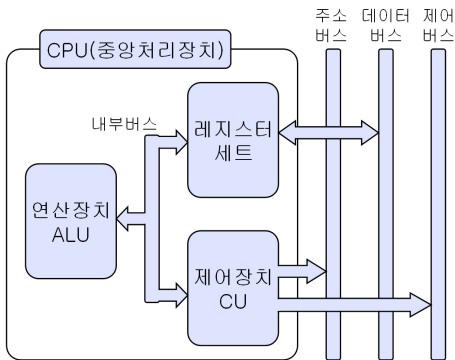 CPU(중앙처리장치)
주소
버스
데이터
버스
제어
버스
내부버스
레지스터
세트
연산장치
ALU
제어장치
CU